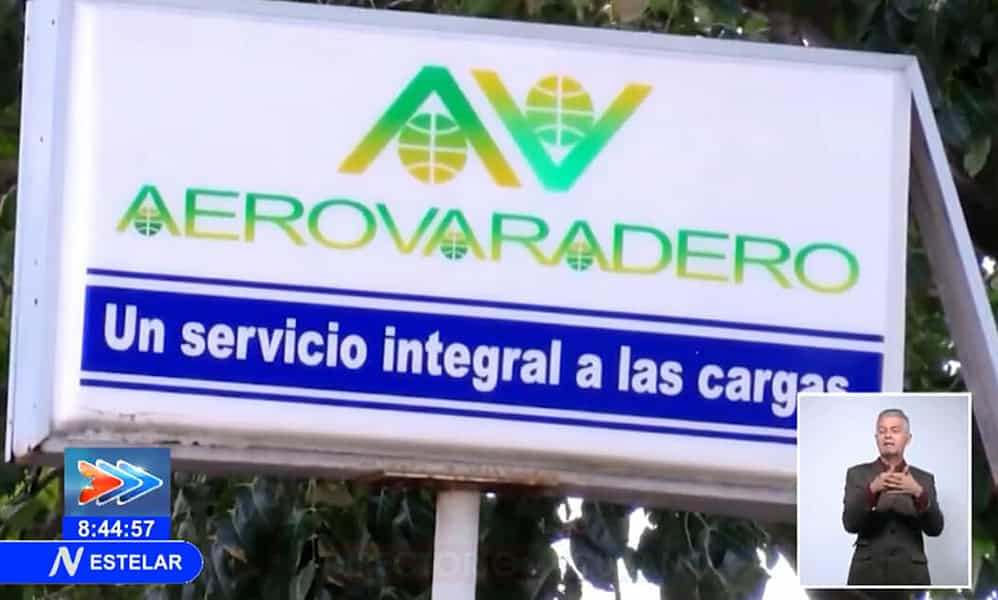 AV
AEROVARADERO
Un servicio integral a las cargas
8:44:57
N ESTELAR